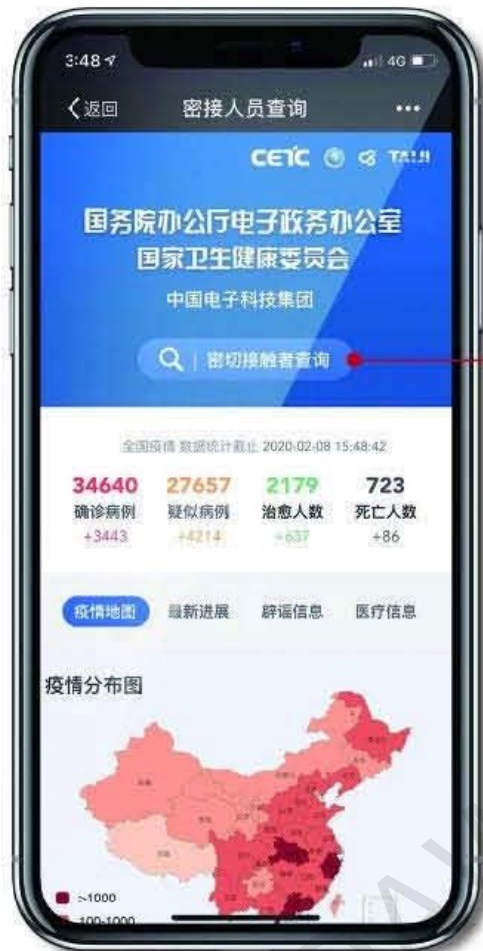 3:48
4G
返回
密接人员查询
CETC
TAIJI
国务院办公厅电子政务办公室
国家卫生健康委员会
中国电子科技集团
密切接触者查询
全国疫情 数据统计截止 2020-02-08 15:48:42
34640 27657 2179 723
确诊病例 疑似病例 治愈人数 死亡人数
+3443 +4214 +637 +86
疫情地图 最新进展 辟谣信息 医疗信息
疫情分布图
>1000
100-1000